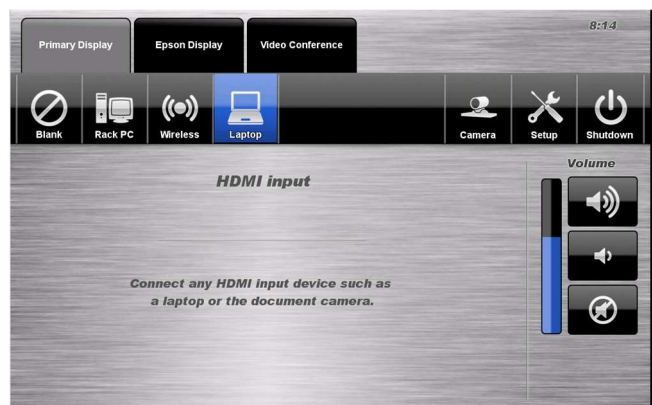 8:14
Primary Display
Epson Display
Video Conference
Blank
Rack PC
Wireless
Laptop
Camera
Setup
Shutdown
HDMI input
Volume
Connect any HDMI input device such as
a laptop or the document camera.